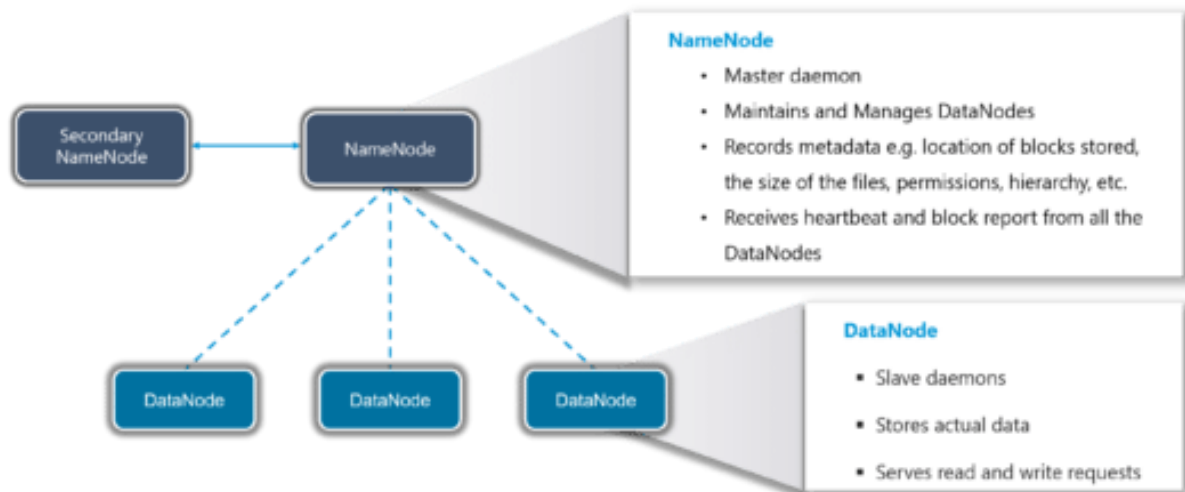 Secondary
NameNode
NameNode
NameNode
• Master daemon
• Maintains and Manages DataNodes
• Records metadata e.g. location of blocks stored,
the size of the files, permissions, hierarchy, etc.
• Receives heartbeat and block report from all the
DataNodes
DataNode
DataNode
DataNode
DataNode
▪ Slave daemons
▪ Stores actual data
▪ Serves read and write requests